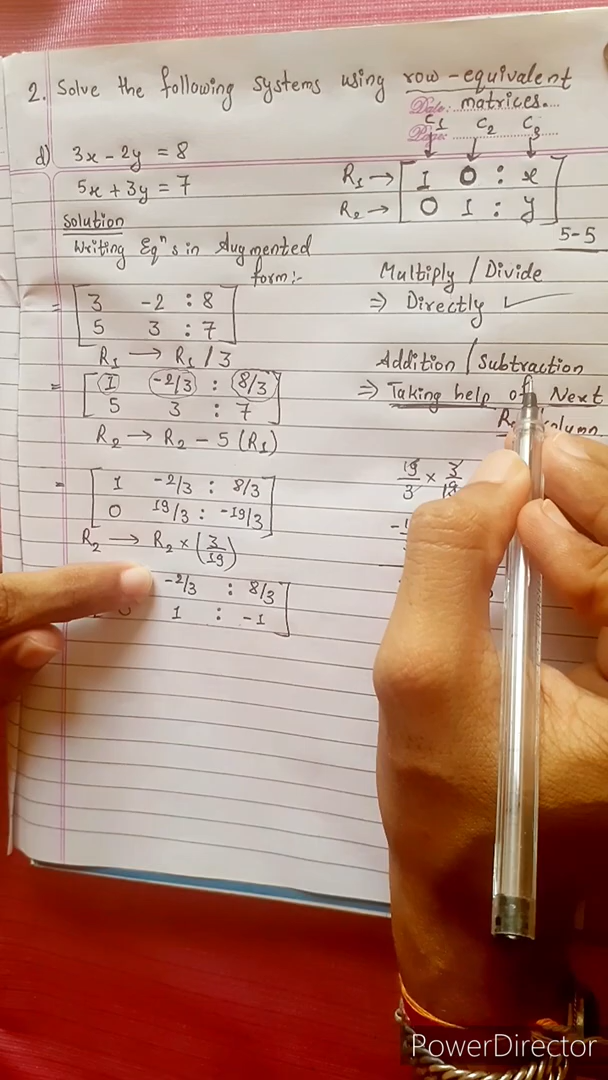 2. Solve the following systems using row-equivalent
matrices.
Date:
Page:
C1 C2 C3
d) 3x - 2y = 8
5x + 3y = 7
R1 → [ 1 0 : x ]
R2 → [ 0 1 : y ]
5-5
Solution
Writing Eqⁿs in Augmented
form:-
= [ 3 -2 : 8 ]
[ 5 3 : 7 ]
R1 → R1 / 3
= [ 1 -2/3 : 8/3 ]
[ 5 3 : 7 ]
R2 → R2 - 5 (R1)
= [ 1 -2/3 : 8/3 ]
[ 0 19/3 : -19/3 ]
R2 → R2 × (3/19)
-2/3 : 8/3 ]
0 1 : -1 ]
Multiply / Divide
⇒ Directly ✓
Addition / Subtraction
⇒ Taking help of Next
19/3 × 3/19
PowerDirector